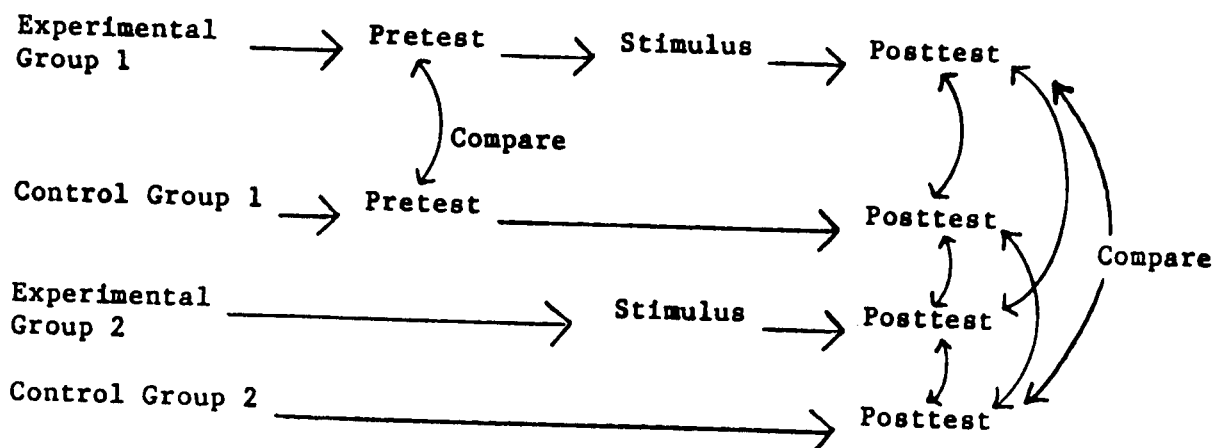 Experimental
Group 1
Pretest
Stimulus
Posttest
Compare
Control Group 1
Pretest
Posttest
Compare
Experimental
Group 2
Stimulus
Posttest
Control Group 2
Posttest